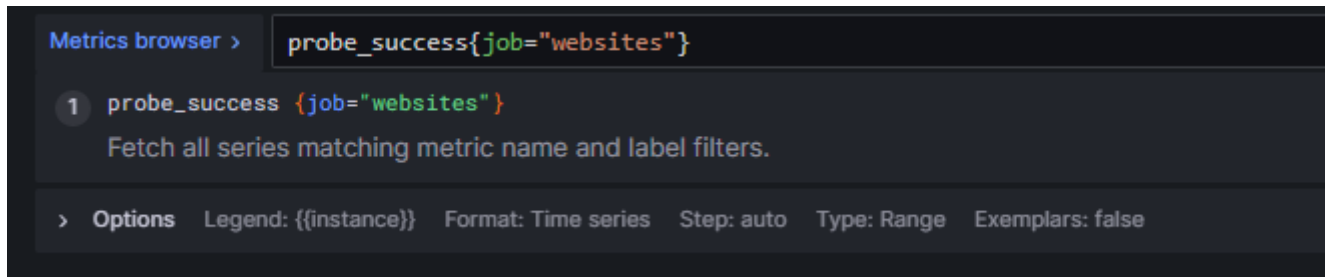 Metrics browser > probe_success{job="websites"}
1 probe_success {job="websites"}
Fetch all series matching metric name and label filters.
> Options Legend: {{instance}} Format: Time series Step: auto Type: Range Exemplars: false